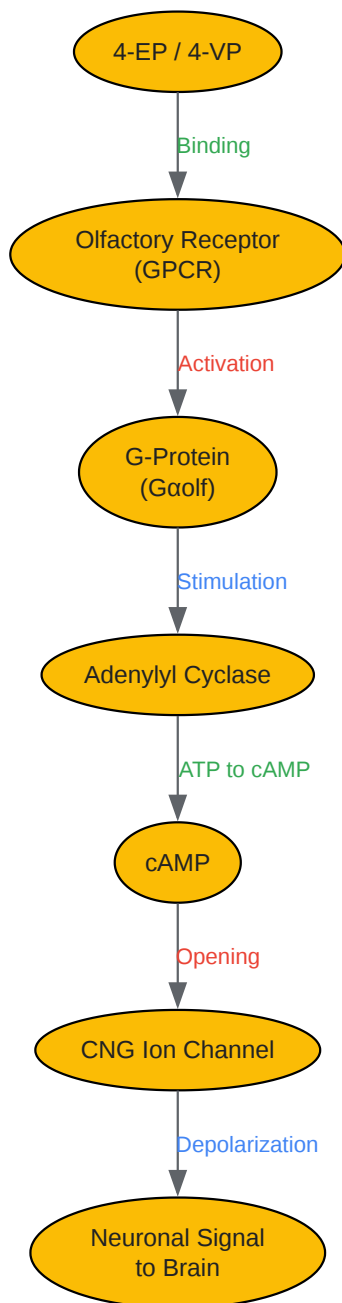 4-EP / 4-VP
Binding
Olfactory Receptor
(GPCR)
Activation
G-Protein
(Gαolf)
Stimulation
Adenylyl Cyclase
ATP to cAMP
cAMP
Opening
CNG Ion Channel
Depolarization
Neuronal Signal
to Brain